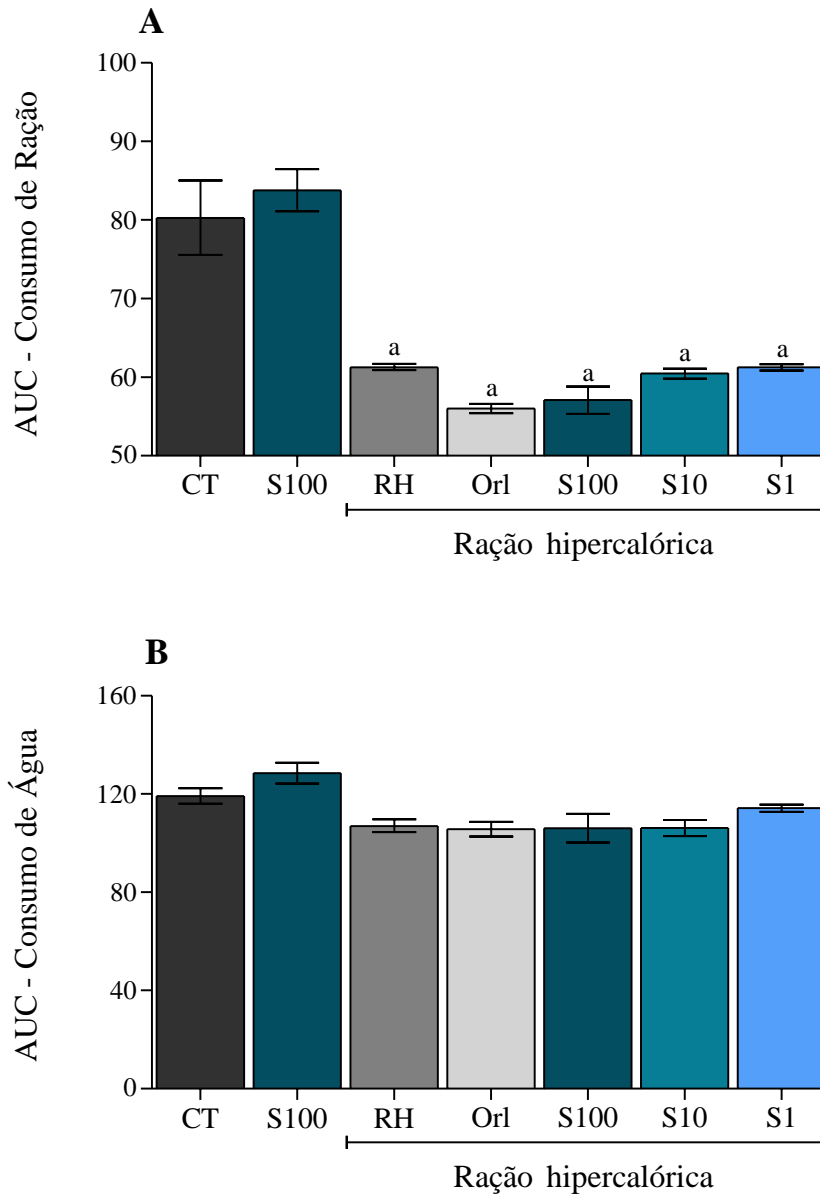 A
AUC - Consumo de Ração
100
90
80
70
60
50
a
a
a
a
a
CT S100 RH Orl S100 S10 S1
Ração hipercalórica
B
AUC - Consumo de Água
160
120
80
40
0
CT S100 RH Orl S100 S10 S1
Ração hipercalórica